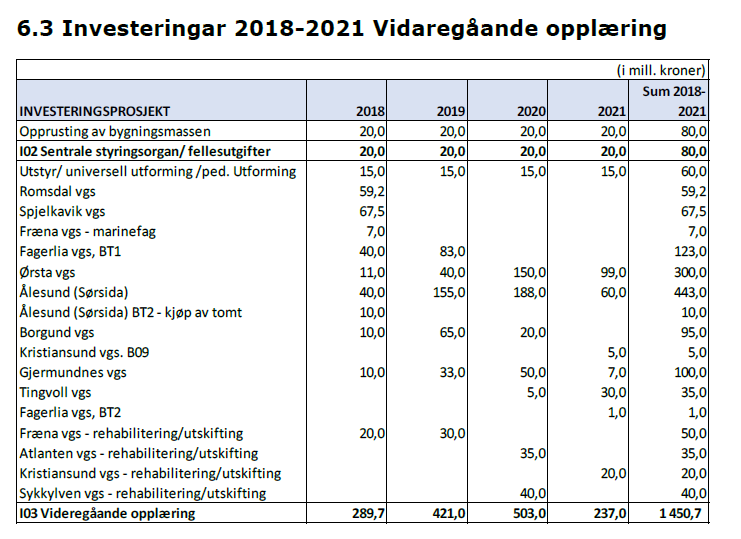 6.3 Investeringar 2018-2021 Vidaregåande opplæring
(i mill. kroner)
INVESTERINGSPROSJEKT 2018 2019 2020 2021 Sum 2018-2021
Opprusting av bygningsmassen 20,0 20,0 20,0 20,0 80,0
I02 Sentrale styringsorgan/ fellesutgifter 20,0 20,0 20,0 20,0 80,0
Utstyr/ universell utforming /ped. Utforming 15,0 15,0 15,0 15,0 60,0
Romsdal vgs 59,2 59,2
Spjelkavik vgs 67,5 67,5
Fræna vgs - marinefag 7,0 7,0
Fagerlia vgs, BT1 40,0 83,0 123,0
Ørsta vgs 11,0 40,0 150,0 99,0 300,0
Ålesund (Sørsida) 40,0 155,0 188,0 60,0 443,0
Ålesund (Sørsida) BT2 - kjøp av tomt 10,0 10,0
Borgund vgs 10,0 65,0 20,0 95,0
Kristiansund vgs. B09 5,0 5,0
Gjermundnes vgs 10,0 33,0 50,0 7,0 100,0
Tingvoll vgs 5,0 30,0 35,0
Fagerlia vgs, BT2 1,0 1,0
Fræna vgs - rehabilitering/utskifting 20,0 30,0 50,0
Atlanten vgs - rehabilitering/utskifting 35,0 35,0
Kristiansund vgs - rehabilitering/utskifting 20,0 20,0
Sykkylven vgs - rehabilitering/utskifting 40,0 40,0
I03 Videregående opplæring 289,7 421,0 503,0 237,0 1 450,7